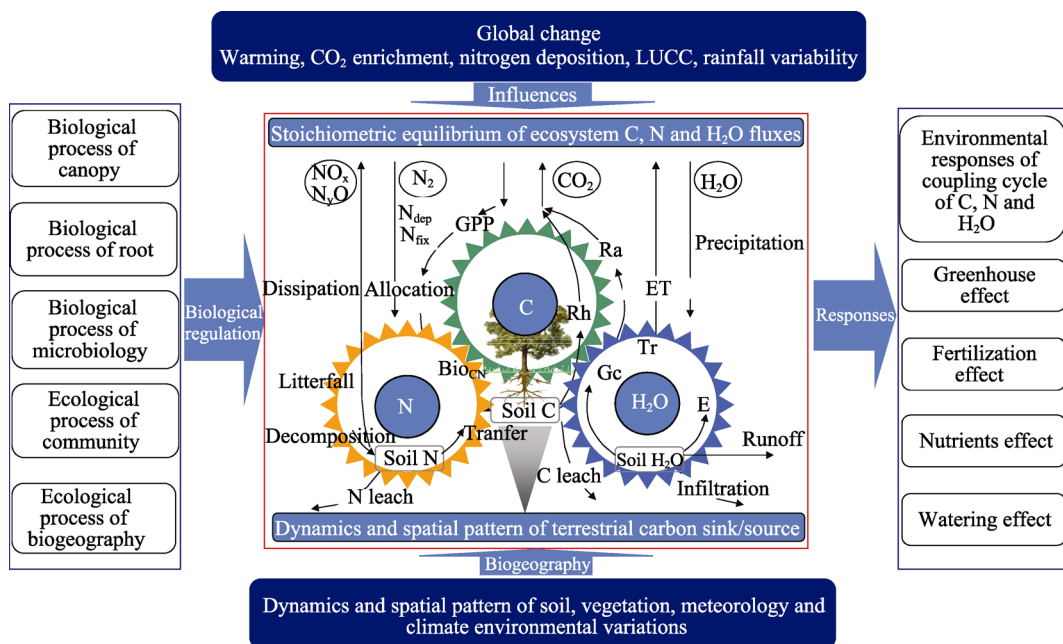 Global change
Warming, CO₂ enrichment, nitrogen deposition, LUCC, rainfall variability
Influences
Biological
process of
canopy
Biological
process of root
Biological
process of
microbiology
Ecological
process of
community
Ecological
process of
biogeography
Biological
regulation
Stoichiometric equilibrium of ecosystem C, N and H₂O fluxes
NOₓ
NᵧO
N₂
CO₂
H₂O
N_dep
N_fix
GPP
Ra
Precipitation
Dissipation
Allocation
ET
C
Rh
Tr
Litterfall
Bio_CN
Gc
N
H₂O
E
Soil C
Decomposition
Tranfer
Soil N
Soil H₂O
Runoff
N leach
C leach
Infiltration
Dynamics and spatial pattern of terrestrial carbon sink/source
Responses
Environmental
responses of
coupling cycle
of C, N and
H₂O
Greenhouse
effect
Fertilization
effect
Nutrients effect
Watering effect
Biogeography
Dynamics and spatial pattern of soil, vegetation, meteorology and
climate environmental variations